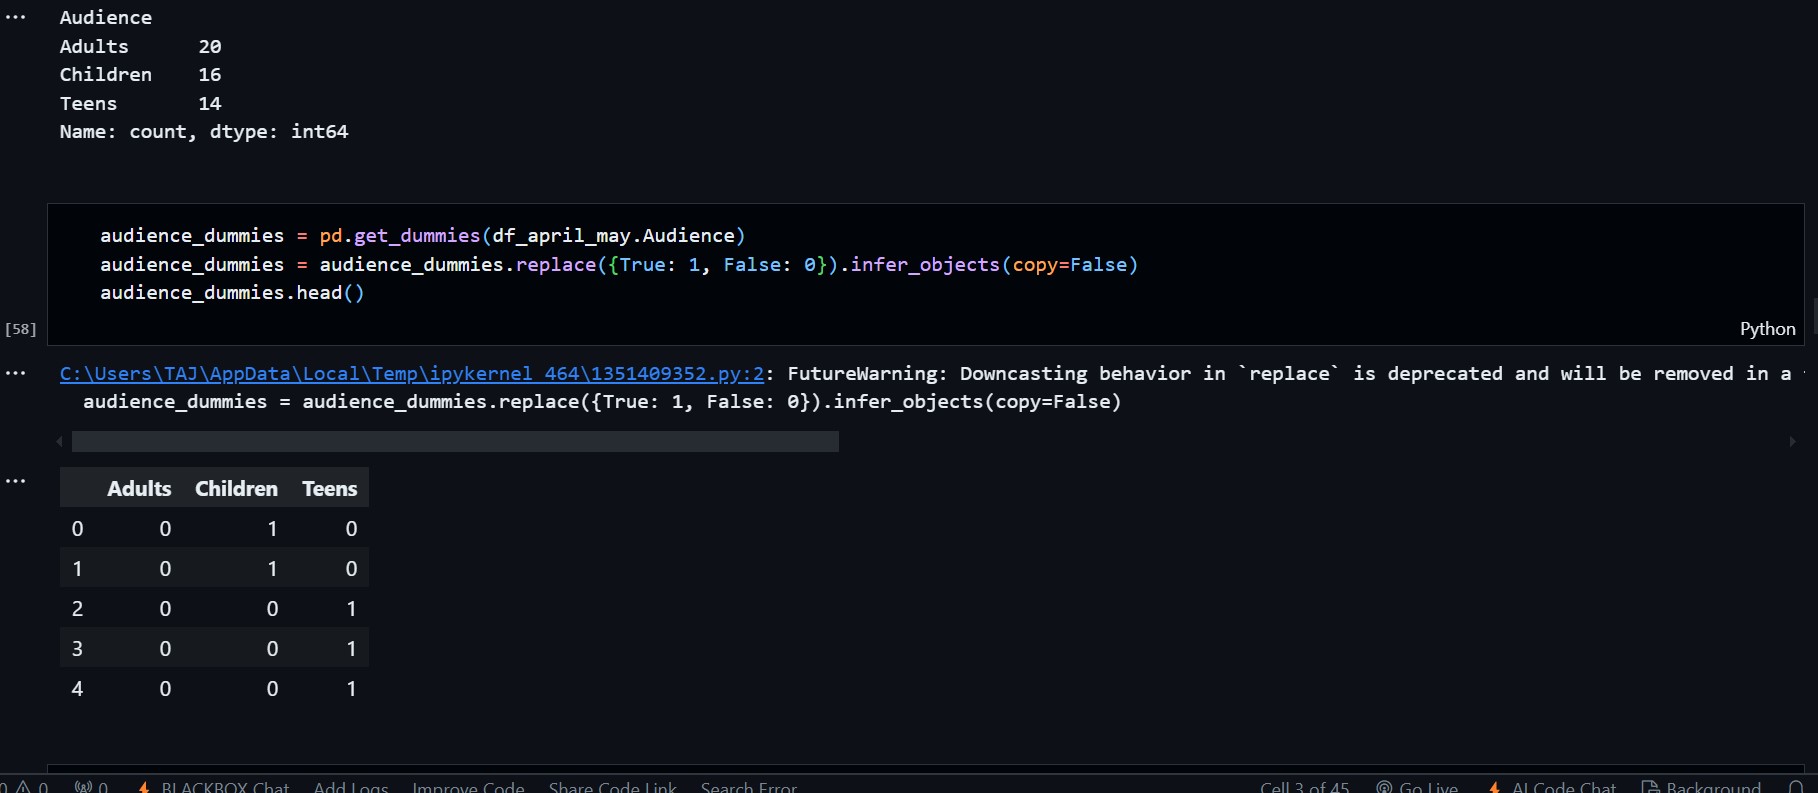 Audience
Adults 20
Children 16
Teens 14
Name: count, dtype: int64
audience_dummies = pd.get_dummies(df_april_may.Audience)
audience_dummies = audience_dummies.replace({True: 1, False: 0}).infer_objects(copy=False)
audience_dummies.head()
[58]
Python
C:\Users\TAJ\AppData\Local\Temp\ipykernel_464\1351409352.py:2: FutureWarning: Downcasting behavior in `replace` is deprecated and will be removed in a
audience_dummies = audience_dummies.replace({True: 1, False: 0}).infer_objects(copy=False)
Adults Children Teens
0 0 1 0
1 0 1 0
2 0 0 1
3 0 0 1
4 0 0 1
0 0 0 BLACKBOX Chat Add Logs Improve Code Share Code Link Search Error Cell 3 of 45 Go Live AI Code Chat Background